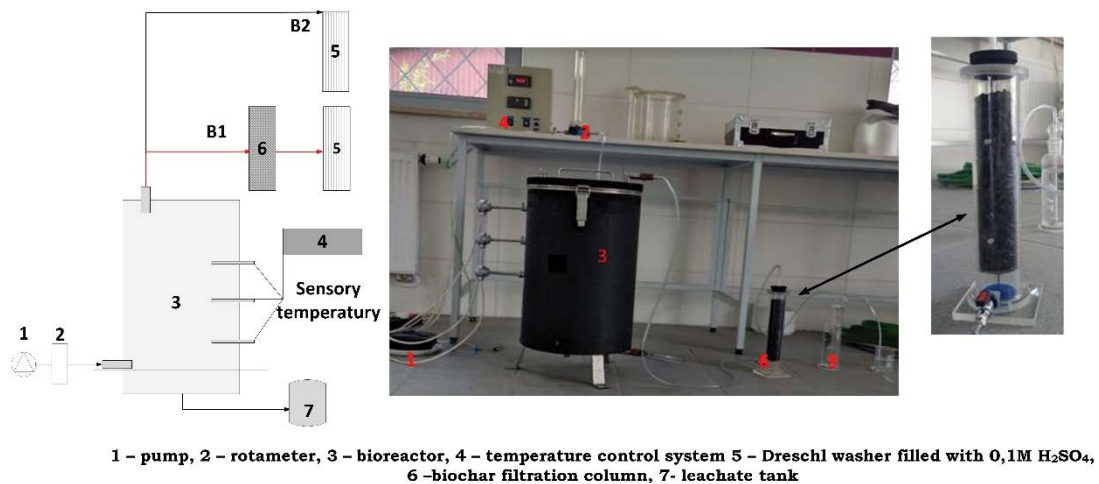 B2
5
B1
6
5
4
3
Sensory
temperatury
1
2
7
4
2
3
1
6
5
1 – pump, 2 – rotameter, 3 – bioreactor, 4 – temperature control system 5 – Dreschl washer filled with 0,1M H₂SO₄,
6 –biochar filtration column, 7- leachate tank